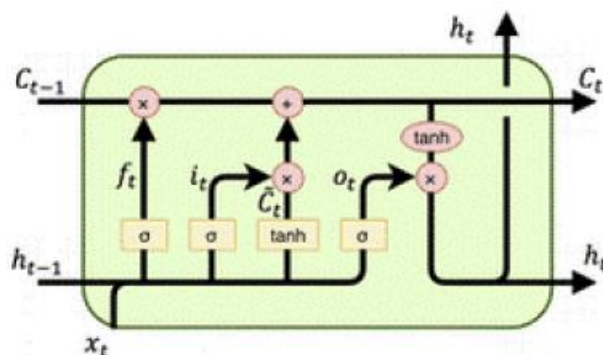 h_t
C_{t-1} × + C_t
tanh
f_t i_t × o_t ×
C̃_t
σ σ tanh σ
h_{t-1} h_t
x_t